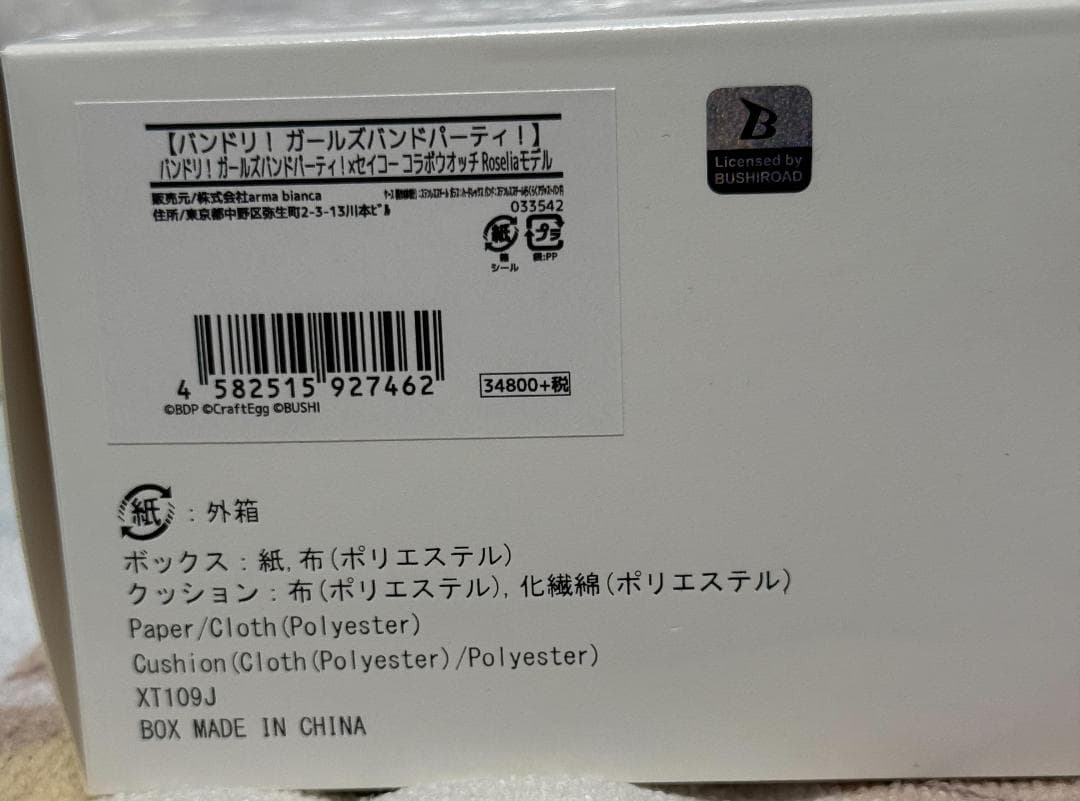 【バンドリ！ ガールズバンドパーティ！】
バンドリ！ ガールズバンドパーティ！xセイコー コラボウオッチ Roseliaモデル
販売元/株式会社arma bianca
住所/東京都中野区弥生町2-3-13川本ビル
033542
紙 プラ
箱 袋:PP
シール
4 582515 927462
34800+税
©BDP ©CraftEgg ©BUSHI
B
Licensed by
BUSHIROAD
紙 : 外箱
ボックス : 紙, 布(ポリエステル)
クッション : 布(ポリエステル), 化繊綿(ポリエステル)
Paper/Cloth(Polyester)
Cushion(Cloth(Polyester)/Polyester)
XT109J
BOX MADE IN CHINA